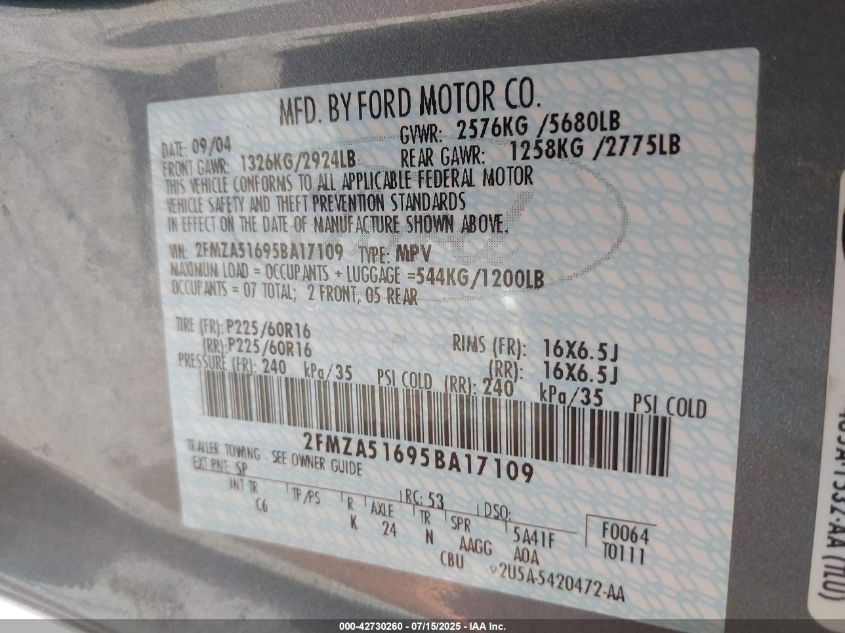 MFD. BY FORD MOTOR CO.
DATE: 09/04 GVWR: 2576KG /5680LB
FRONT GAWR: 1326KG/2924LB REAR GAWR: 1258KG /2775LB
THIS VEHICLE CONFORMS TO ALL APPLICABLE FEDERAL MOTOR
VEHICLE SAFETY AND THEFT PREVENTION STANDARDS
IN EFFECT ON THE DATE OF MANUFACTURE SHOWN ABOVE.
VIN: 2FMZA51695BA17109 TYPE: MPV
MAXIMUM LOAD = OCCUPANTS + LUGGAGE =544KG/1200LB
OCCUPANTS = 07 TOTAL; 2 FRONT, 05 REAR
TIRE (FR): P225/60R16 RIMS (FR): 16X6.5J
(RR): P225/60R16 (RR): 16X6.5J
PRESSURE (FR): 240 kPa/35 PSI COLD (RR): 240 kPa/35 PSI COLD
2FMZA51695BA17109
TRAILER TOWING - SEE OWNER GUIDE
EXT PNT: SP RC: 53 DSO: F0064
INT TR TP/PS R AXLE TR SPR 5A41F T0111
C6 K 24 N AAGG AOA
CBU ▽2U5A-5420472-AA
000-42730260 - 07/15/2025 - IAA Inc.